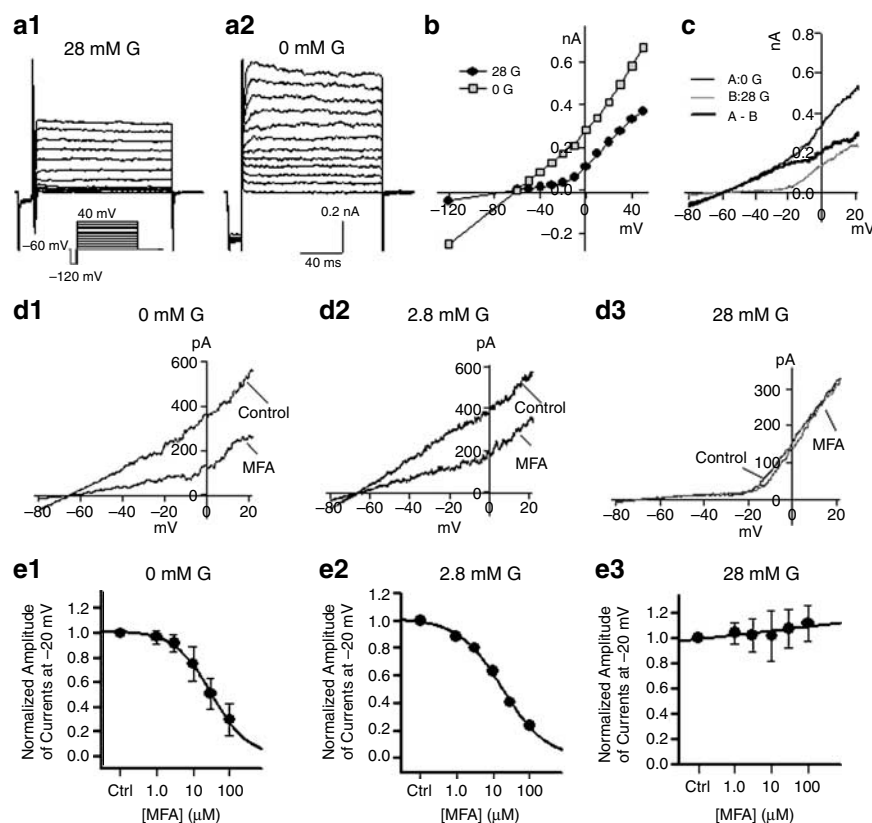 a1
28 mM G
40 mV
−60 mV
−120 mV
a2
0 mM G
0.2 nA
40 ms
b
nA
0.8
0.6
0.4
0.2
0.0
−0.2
−120
−80
−40
0
40
mV
28 G
0 G
c
nA
0.8
0.6
0.4
0.2
0.0
−80
−60
−40
−20
0
20
mV
A:0 G
B:28 G
A - B
d1
0 mM G
pA
600
400
200
0
Control
MFA
−80
−60
−40
−20
0
20
mV
d2
2.8 mM G
pA
600
400
200
0
Control
MFA
−80
−60
−40
−20
0
20
mV
d3
28 mM G
pA
300
200
100
0
Control
MFA
−80
−60
−40
−20
0
20
mV
e1
0 mM G
Normalized Amplitude
of Currents at −20 mV
1.2
1.0
0.8
0.6
0.4
0.2
0.0
Ctrl
1.0
10
100
[MFA] (μM)
e2
2.8 mM G
Normalized Amplitude
of Currents at −20 mV
1.2
1.0
0.8
0.6
0.4
0.2
0.0
Ctrl
1.0
10
100
[MFA] (μM)
e3
28 mM G
Normalized Amplitude
of Currents at −20 mV
1.2
1.0
0.8
0.6
0.4
0.2
0.0
Ctrl
1.0
10
100
[MFA] (μM)